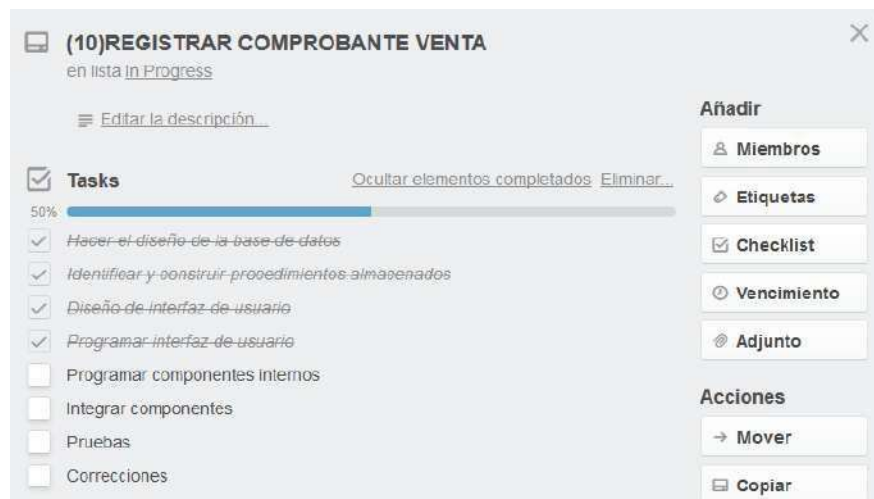 (10)REGISTRAR COMPROBANTE VENTA
en lista In Progress
Editar la descripción...
Tasks
Ocultar elementos completados Eliminar...
50%
Hacer el diseño de la base de datos
Identificar y construir procedimientos almacenados
Diseño de interfaz de usuario
Programar interfaz de usuario
Programar componentes internos
Integrar componentes
Pruebas
Correcciones
Añadir
Miembros
Etiquetas
Checklist
Vencimiento
Adjunto
Acciones
Mover
Copiar